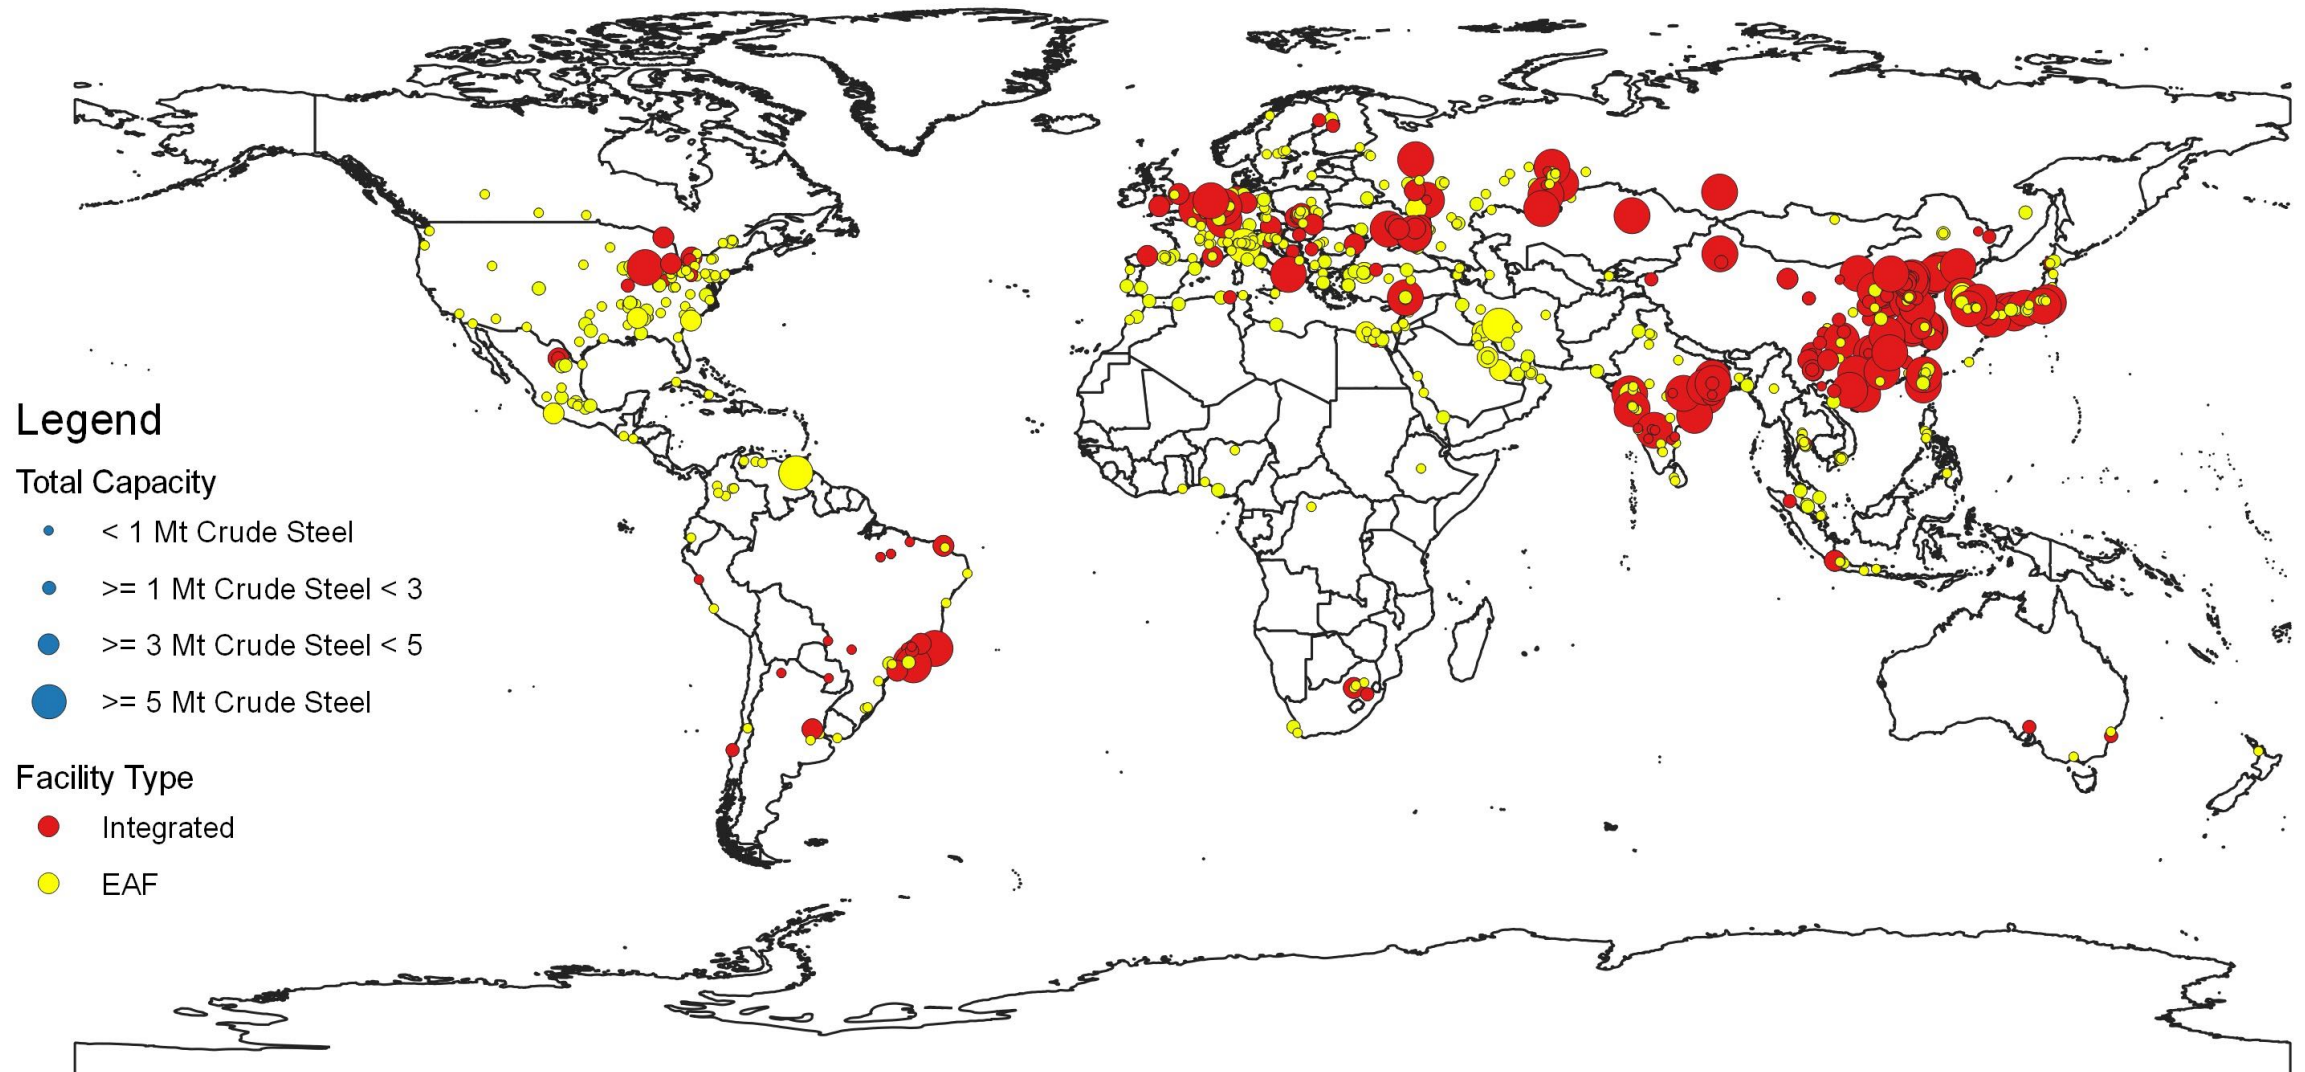 Legend
Total Capacity
< 1 Mt Crude Steel
>= 1 Mt Crude Steel < 3
>= 3 Mt Crude Steel < 5
>= 5 Mt Crude Steel
Facility Type
Integrated
EAF